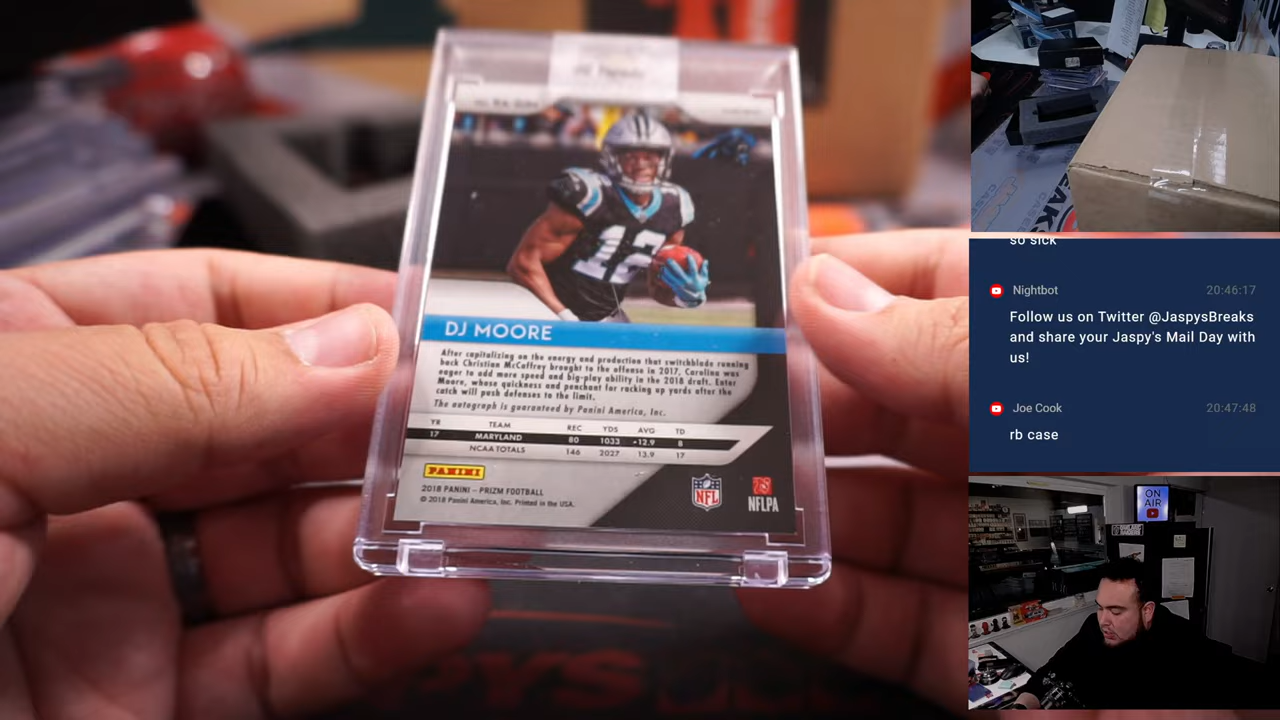 12
DJ MOORE
After capitalizing on the energy and production that switchblade running
back Christian McCaffrey brought to the offense in 2017, Carolina was
eager to add more speed and big-play ability in the 2018 draft. Enter
Moore, whose quickness and penchant for racking up yards after the
catch will push defenses to the limit.
The autograph is guaranteed by Panini America, Inc.
YR TEAM REC YDS AVG TD
17 MARYLAND 80 1033 12.9 8
NCAA TOTALS 146 2027 13.9 17
PANINI
2018 PANINI – PRIZM FOOTBALL
© 2018 Panini America, Inc. Printed in the USA.
NFL
NFLPA
so sick
Nightbot 20:46:17
Follow us on Twitter @JaspysBreaks
and share your Jaspy's Mail Day with
us!
Joe Cook 20:47:48
rb case
ON
AIR